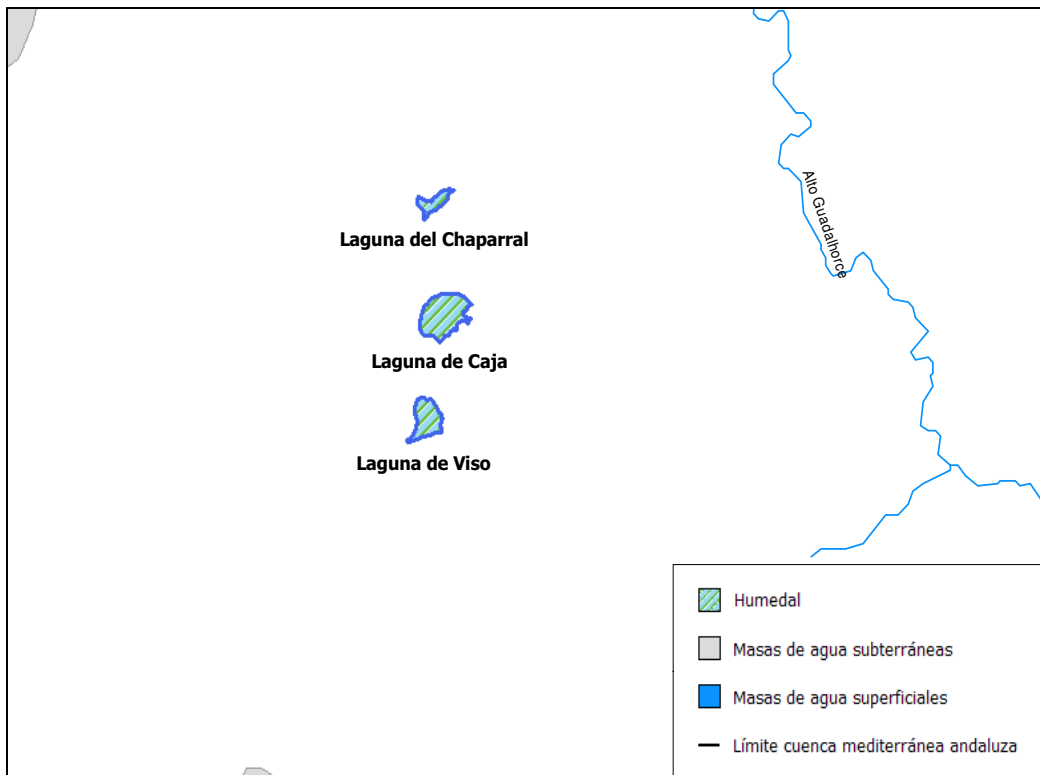 Alto Guadalhorce
Laguna del Chaparral
Laguna de Caja
Laguna de Viso
Humedal
Masas de agua subterráneas
Masas de agua superficiales
Límite cuenca mediterránea andaluza